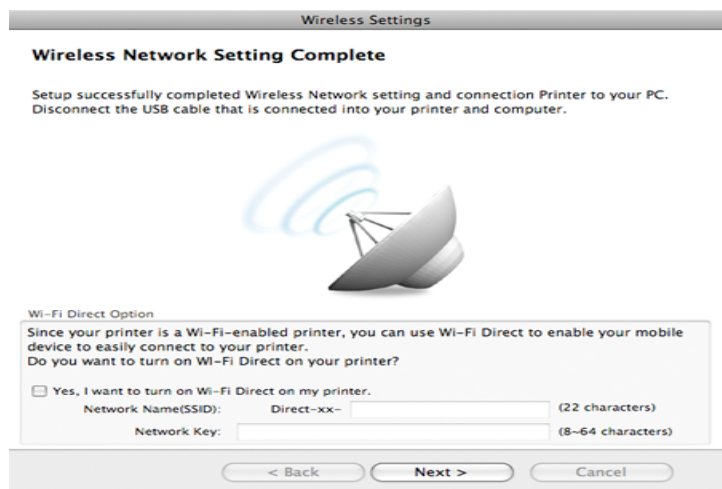 Wireless Settings
Wireless Network Setting Complete
Setup successfully completed Wireless Network setting and connection Printer to your PC.
Disconnect the USB cable that is connected into your printer and computer.
Wi-Fi Direct Option
Since your printer is a Wi-Fi-enabled printer, you can use Wi-Fi Direct to enable your mobile
device to easily connect to your printer.
Do you want to turn on WI-Fi Direct on your printer?
Yes, I want to turn on Wi-Fi Direct on my printer.
Network Name(SSID): Direct-xx- (22 characters)
Network Key: (8~64 characters)
< Back Next > Cancel